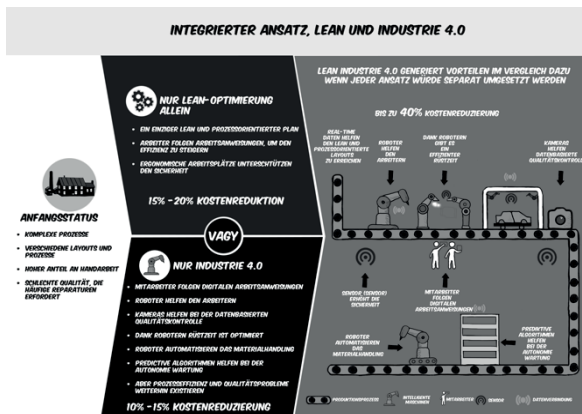 INTEGRIERTER ANSATZ, LEAN UND INDUSTRIE 4.0
ANFANGSSTATUS
• KOMPLEXE PROZESSE
• VERSCHIEDENE LAYOUTS UND
PROZESSE
• HOHER ANTEIL AN HANDARBEIT
• SCHLECHTE QUALITÄT, DIE
HÄUFIGE REPARATUREN
ERFORDERT
NUR LEAN-OPTIMIERUNG
ALLEIN
• EIN EINZIGER LEAN UND PROZESSORIENTIERTER PLAN
• ARBEITER FOLGEN ARBEITSANWEISUNGEN, UM DEN
EFFIZIENZ ZU STEIGERN
• ERGONOMISCHE ARBEITSPLÄTZE UNTERSCHÜTZEN
DEN SICHERHEIT
15% -20% KOSTENREDUKTION
VAGY
NUR INDUSTRIE 4.0
• MITARBEITER FOLGEN DIGITALEN ARBEITSANWEISUNGEN
• ROBOTER HELFEN DEN ARBEITERN
• KAMERAS HELFEN BEI DER DATENBASIERTEN
QUALITÄTSKONTROLLE
• DANK ROBOTERN RÜSTZEIT IST OPTIMIERT
• ROBOTER AUTOMATISIEREN DAS MATERIALHANDLING
• PREDICTIVE ALGORITHMEN HELFEN BEI DER
AUTONOME WARTUNG
• ABER PROZESSEFFIZIENZ UND QUALITÄTSPROBLEME
WEITERHIN EXISTIEREN
10% -15% KOSTENREDUZIERUNG
LEAN INDUSTRIE 4.0 GENERIERT VORTEILEN IM VERGLEICH DAZU
WENN JEDER ANSATZ WÜRDE SEPARAT UMGESETZT WERDEN
BIS ZU 40% KOSTENREDUZIERUNG
REAL-TIME
DATEN HELFEN
DEN LEAN UND
PROZESSORIENTIERTE
LAYOUTS
ZU ERREICHEN
ROBOTER
HELFEN
DEN
ARBEITERN
DANK ROBOTERN
GIBT ES
EIN
EFFIZIENTER
RÜSTZEIT
KAMERAS
HELFEN
DATENBASIERTE
QUALITÄTSKONTROLLE
SENSOR (SENSOR)
ERHÖHT DIE
SICHERHEIT
MITARBEITER
FOLGEN
DIGITALEN
ARBEITSANWEISUNGEN
ROBOTER
AUTOMATISIEREN
DAS
MATERIALHANDLING
PREDICTIVE
ALGORITHMEN
HELFEN
BEI DER
AUTONOME
WARTUNG
PRODUKTIONSPROZESSE
INTELLIGENTE
MASCHINEN
MITARBEITER
SENSOR
DATENVERBINDUNG